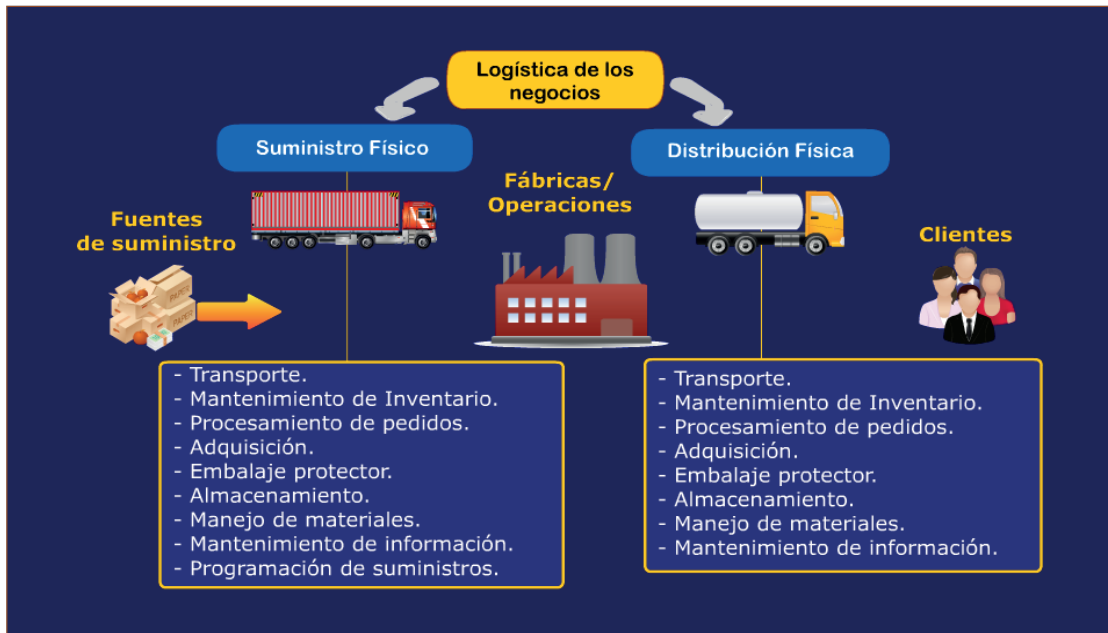 Logística de los
negocios
Suministro Físico
Distribución Física
Fábricas/
Operaciones
Fuentes
de suministro
Clientes
PAPER
PAPER
- Transporte.
- Mantenimiento de Inventario.
- Procesamiento de pedidos.
- Adquisición.
- Embalaje protector.
- Almacenamiento.
- Manejo de materiales.
- Mantenimiento de información.
- Programación de suministros.
- Transporte.
- Mantenimiento de Inventario.
- Procesamiento de pedidos.
- Adquisición.
- Embalaje protector.
- Almacenamiento.
- Manejo de materiales.
- Mantenimiento de información.